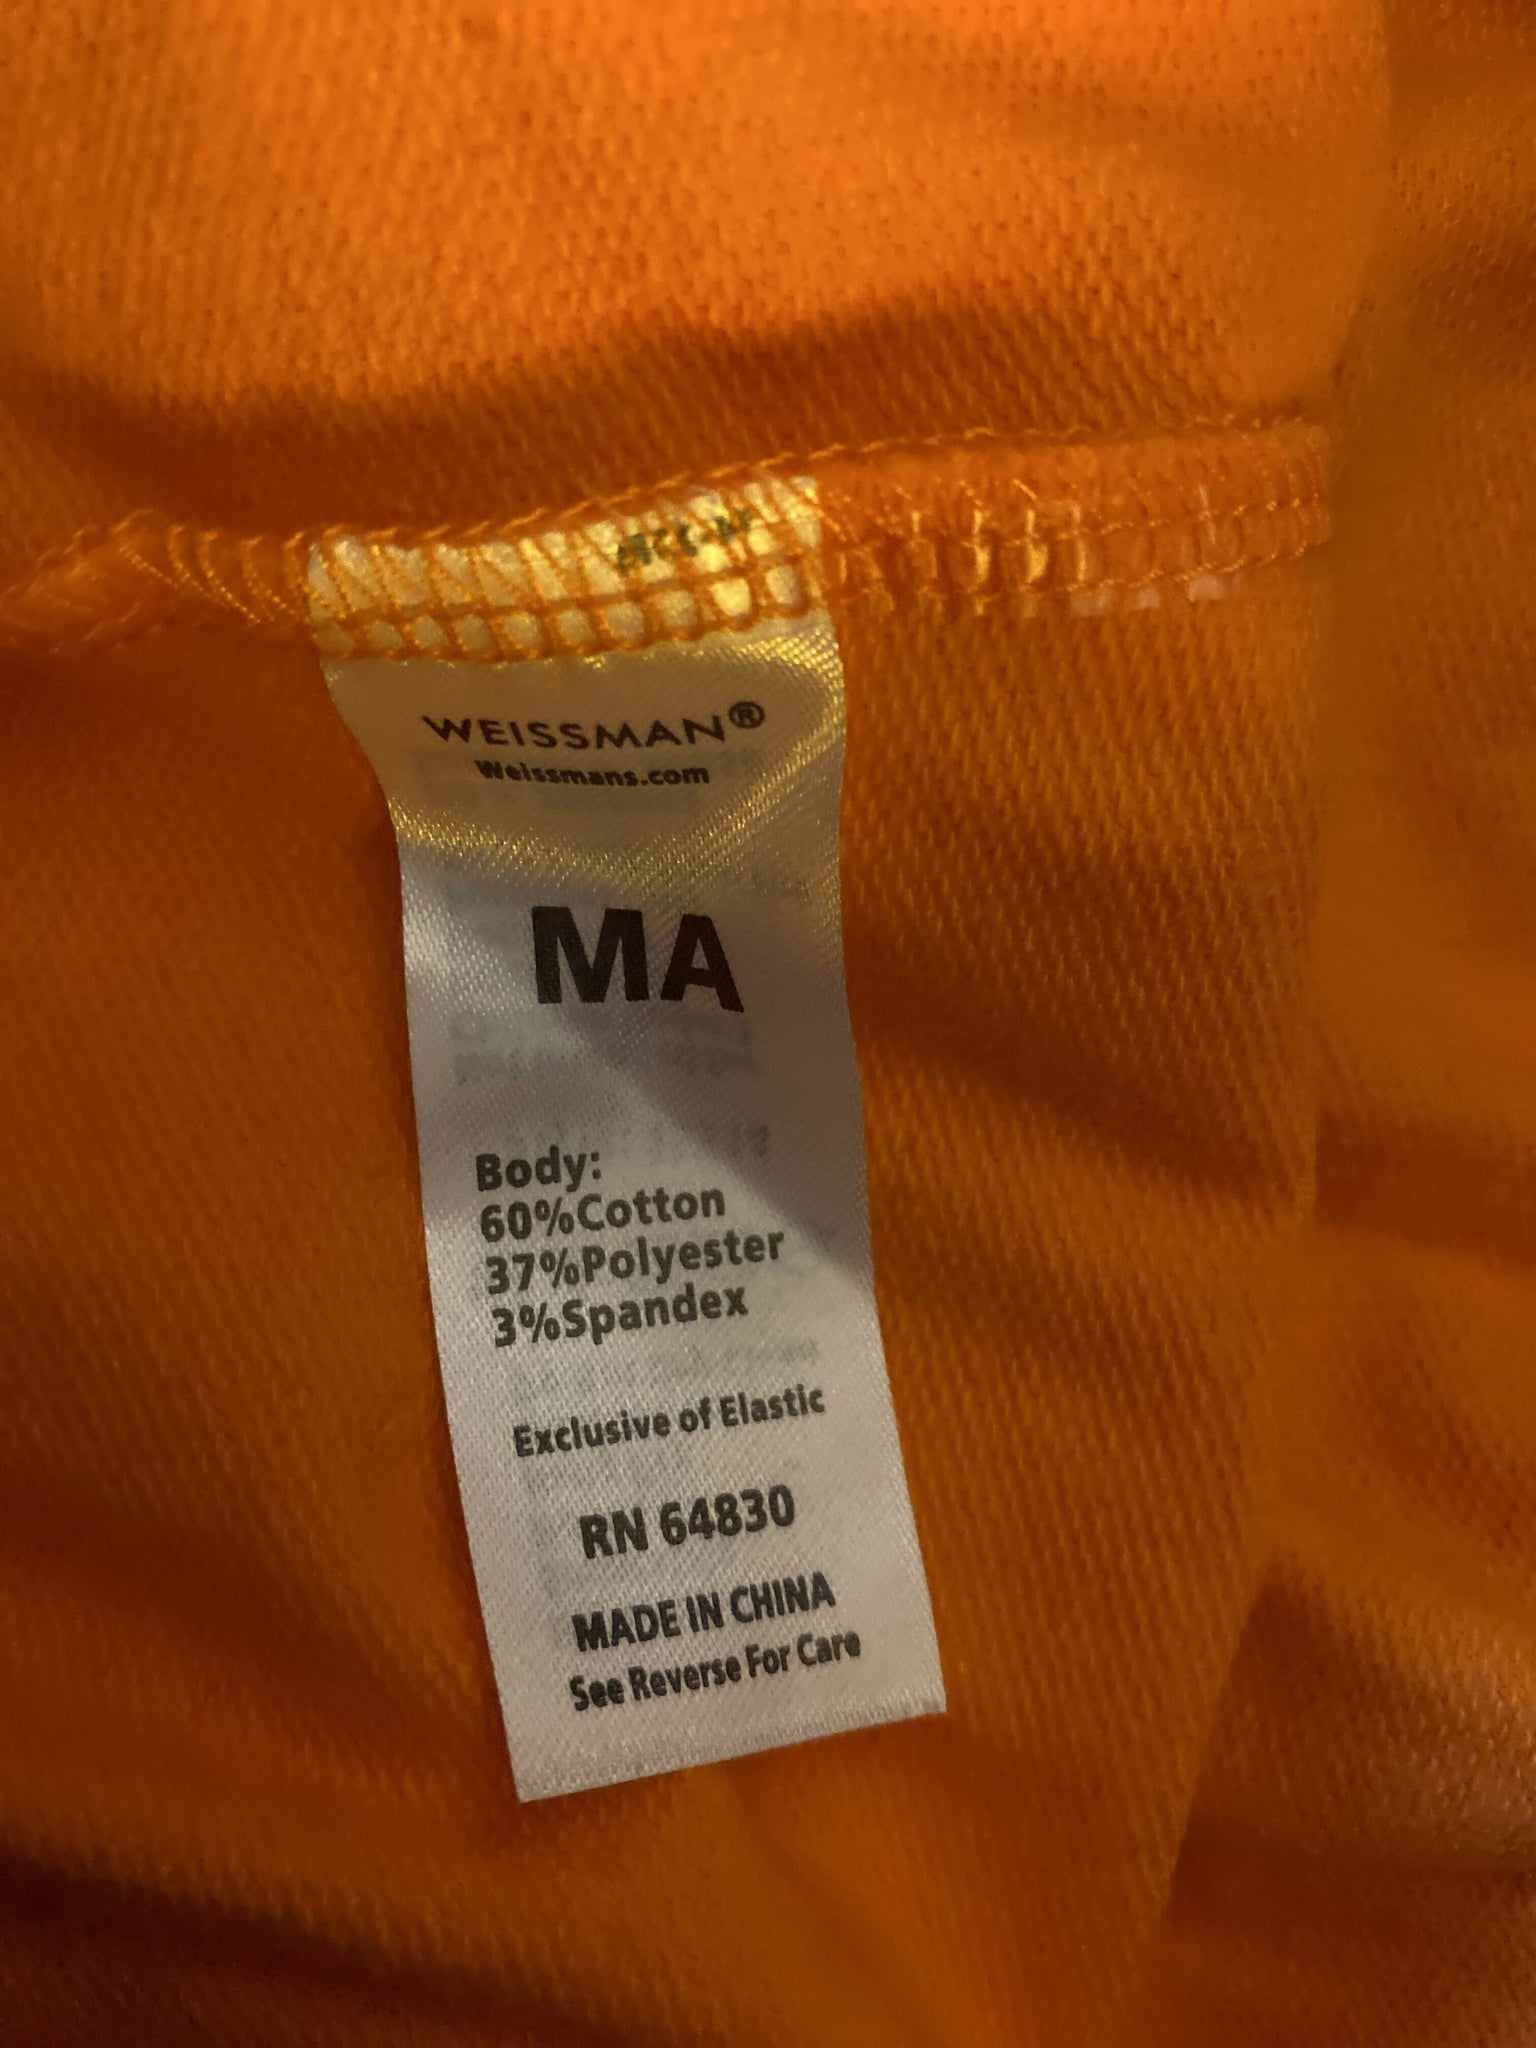 WEISSMAN®
Weissmans.com
MA
Body:
60%Cotton
37%Polyester
3%Spandex
Exclusive of Elastic
RN 64830
MADE IN CHINA
See Reverse For Care